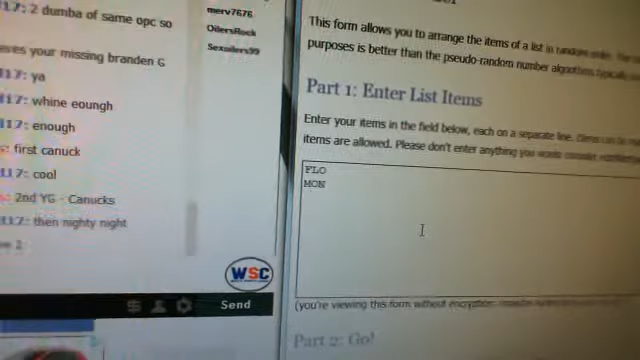 17: 2 dumba of same opc so
your missing branden G
17: ya
17: whine eoungh
17: enough
: first canuck
17: cool
: 2nd YG - Canucks
17: then nighty night
merv7676
OilersRock
WSC
Send
This form allows you to arrange the items of a list in random order.
purposes is better than the pseudo-random number algorithms typically
Part 1: Enter List Items
Enter your items in the field below, each on a separate line. Items can be
items are allowed. Please don't enter anything you would consider
FLO
MON
(you're viewing this form without encryption;
Part 2: Go!